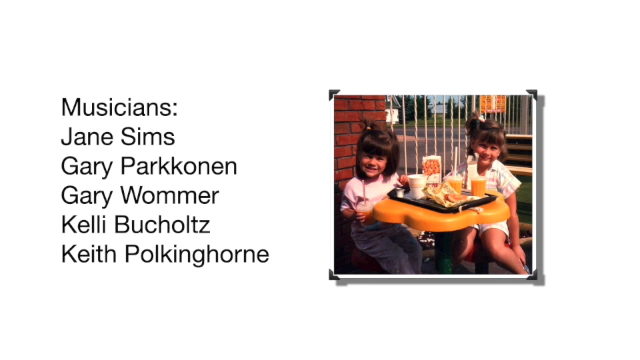 Musicians:
Jane Sims
Gary Parkkonen
Gary Wommer
Kelli Bucholtz
Keith Polkinghorne